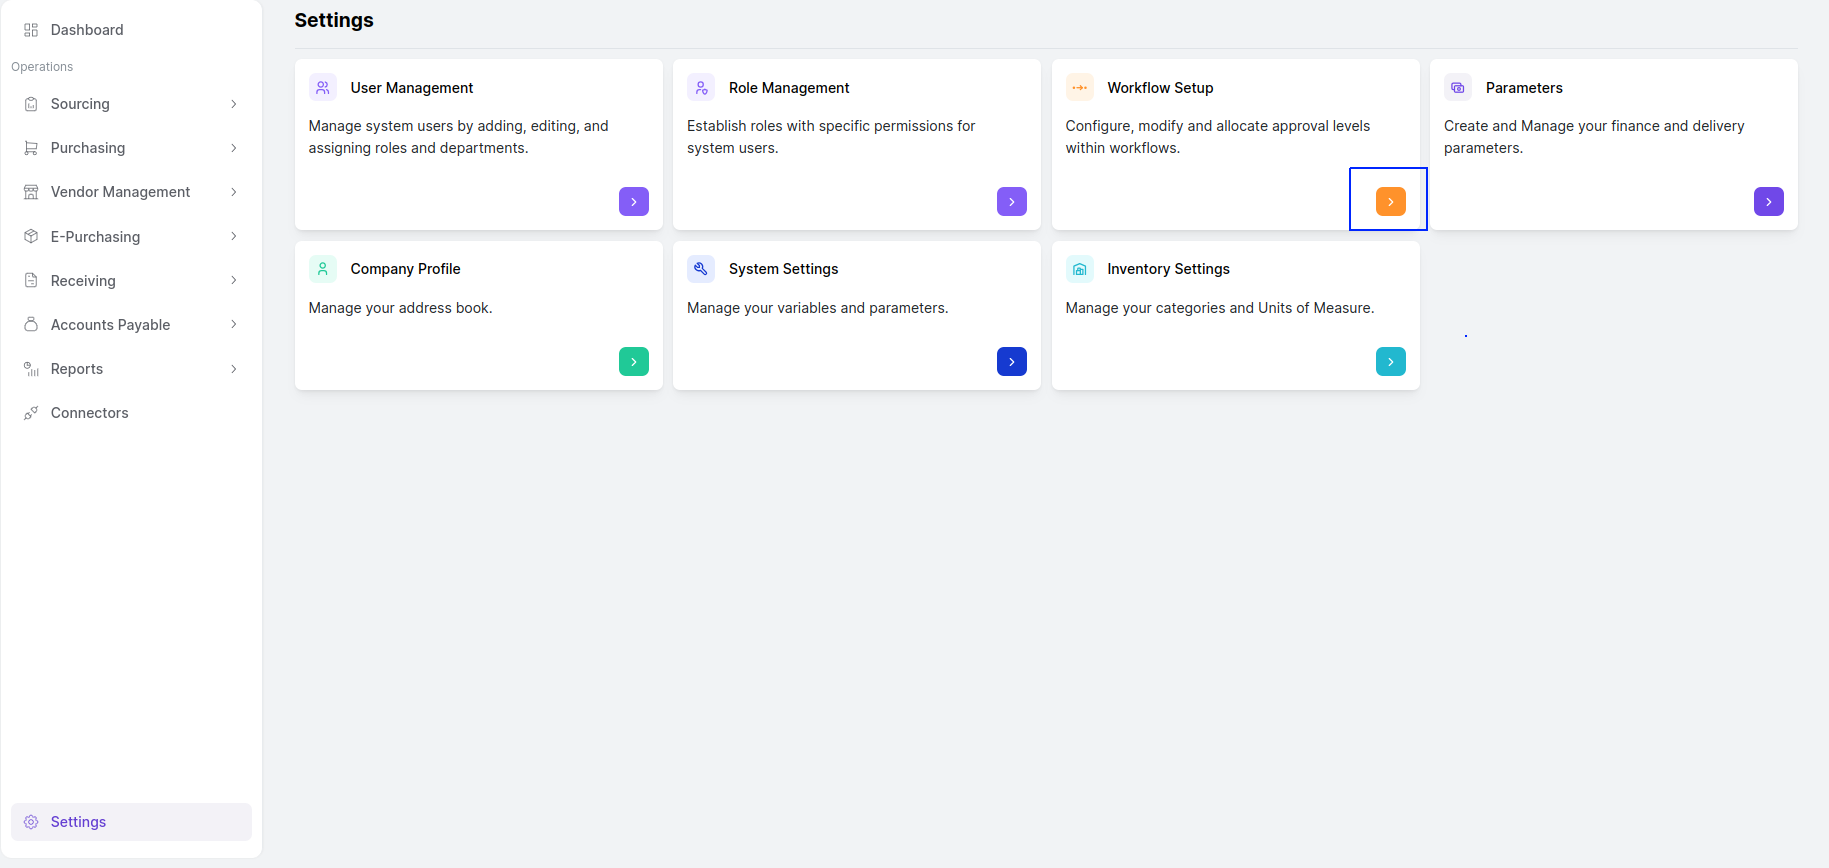 Dashboard
Operations
Sourcing
Purchasing
Vendor Management
E-Purchasing
Receiving
Accounts Payable
Reports
Connectors
Settings
Settings
User Management
Manage system users by adding, editing, and
assigning roles and departments.
Role Management
Establish roles with specific permissions for
system users.
Workflow Setup
Configure, modify and allocate approval levels
within workflows.
Parameters
Create and Manage your finance and delivery
parameters.
Company Profile
Manage your address book.
System Settings
Manage your variables and parameters.
Inventory Settings
Manage your categories and Units of Measure.